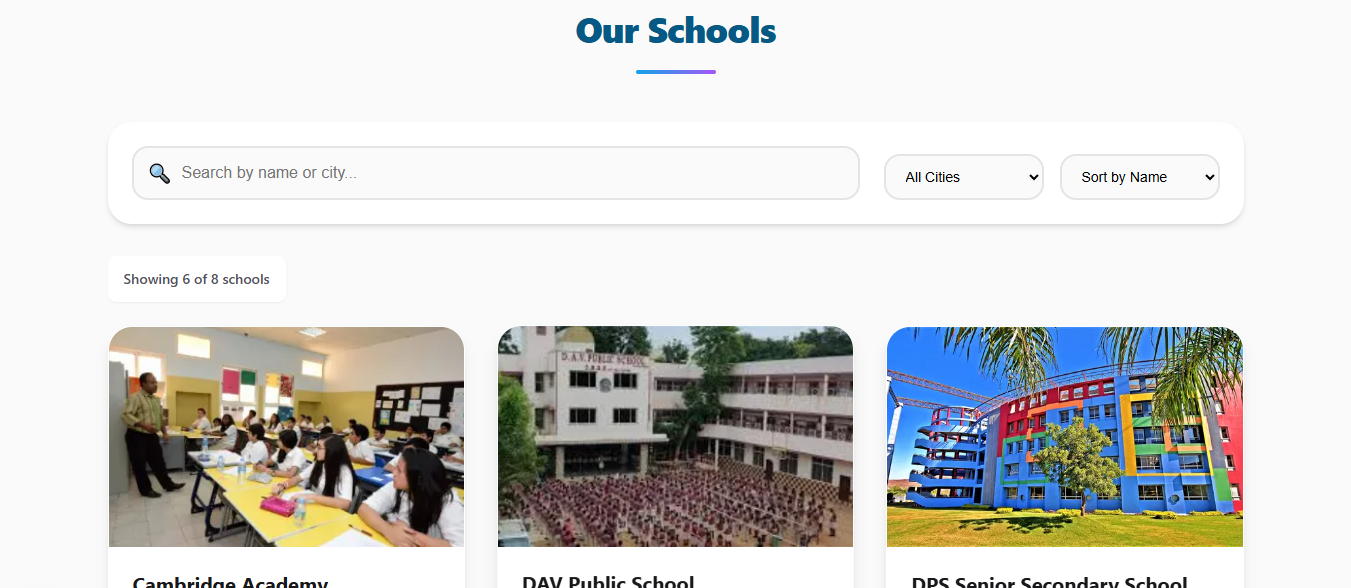 Our Schools
Search by name or city...
All Cities
Sort by Name
Showing 6 of 8 schools
D.A.V. PUBLIC SCHOOL
Cambridge Academy
DAV Public School
DPS Senior Secondary School